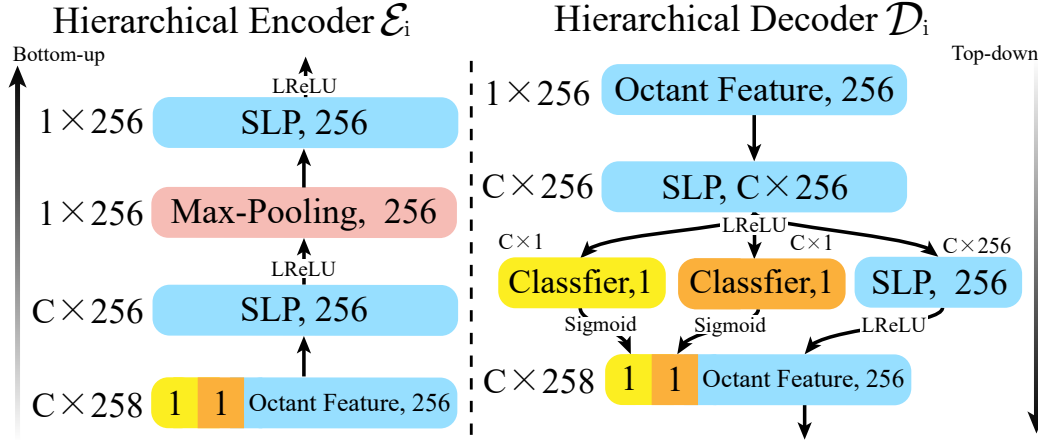 Hierarchical Encoder ℰi
Bottom-up
LReLU
1×256 SLP, 256
1×256 Max-Pooling, 256
LReLU
C×256 SLP, 256
C×258 1 1 Octant Feature, 256
Hierarchical Decoder 𝒟i
Top-down
1×256 Octant Feature, 256
C×256 SLP, C×256
LReLU
C×1 C×1 C×256
Classfier,1 Classfier,1 SLP, 256
Sigmoid Sigmoid LReLU
C×258 1 1 Octant Feature, 256